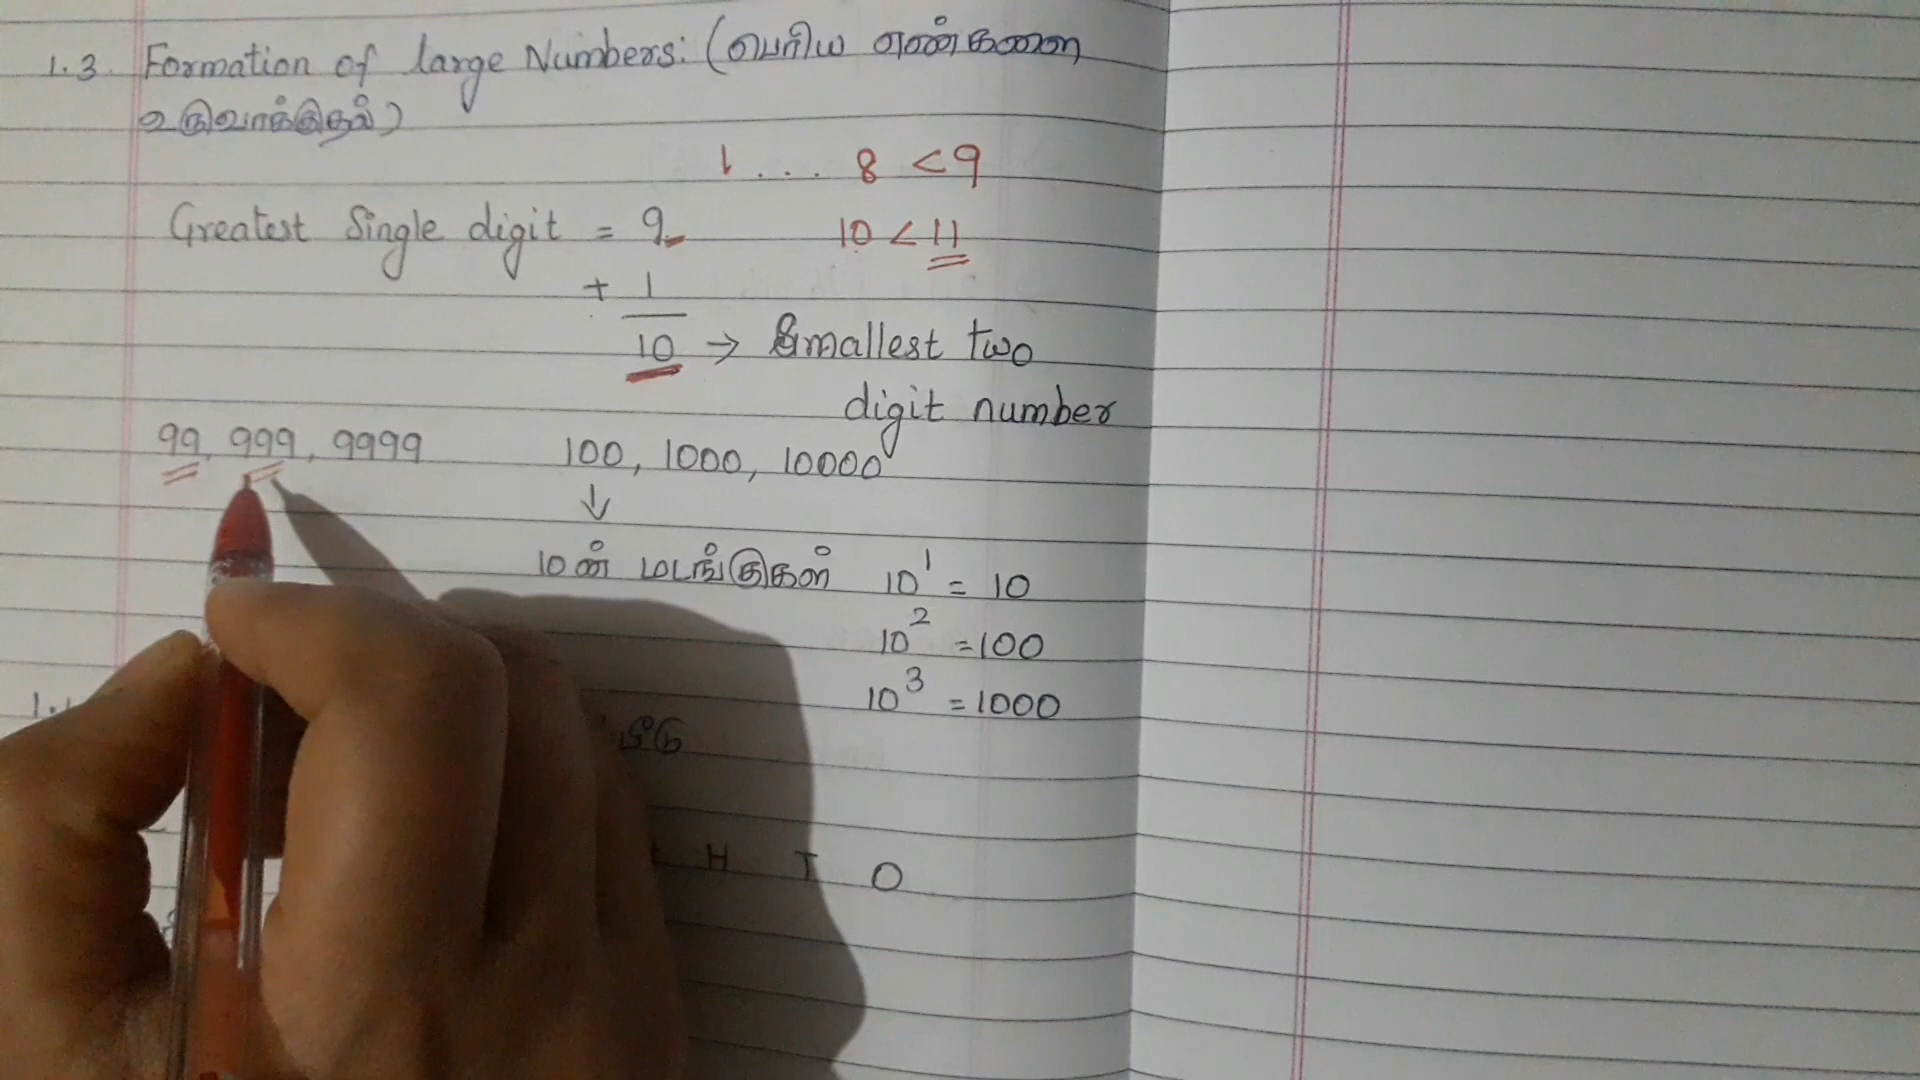 1.3. Formation of large Numbers: (பெரிய எண்களை
உருவாக்குதல்)
1 ... 8 < 9
Greatest Single digit = 9 10 < 11
+ 1
10 → Smallest two
digit number
99, 999, 9999 100, 1000, 10000
↓
10ன் மடங்குகள் 10¹ = 10
10² = 100
10³ = 1000
H T O